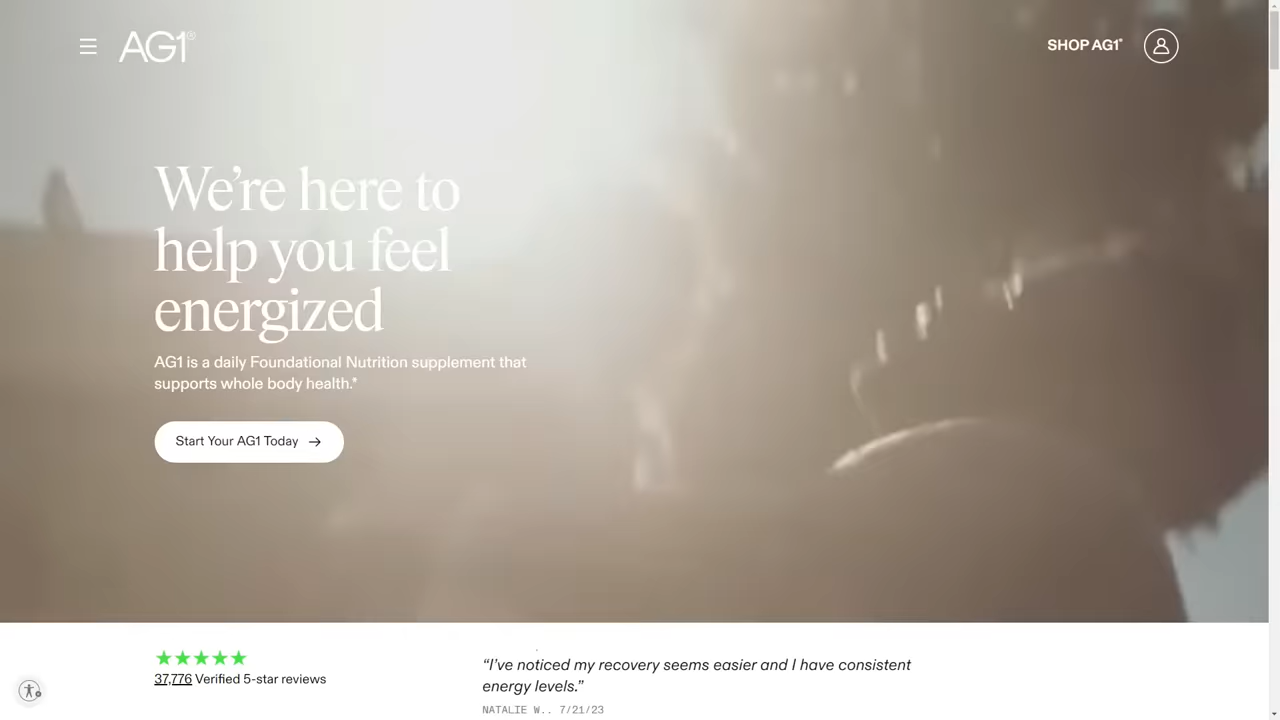 AG1®
SHOP AG1®
We're here to
help you feel
energized
AG1 is a daily Foundational Nutrition supplement that
supports whole body health.*
Start Your AG1 Today →
37,776 Verified 5-star reviews
“I've noticed my recovery seems easier and I have consistent
energy levels.”
NATALIE W.. 7/21/23